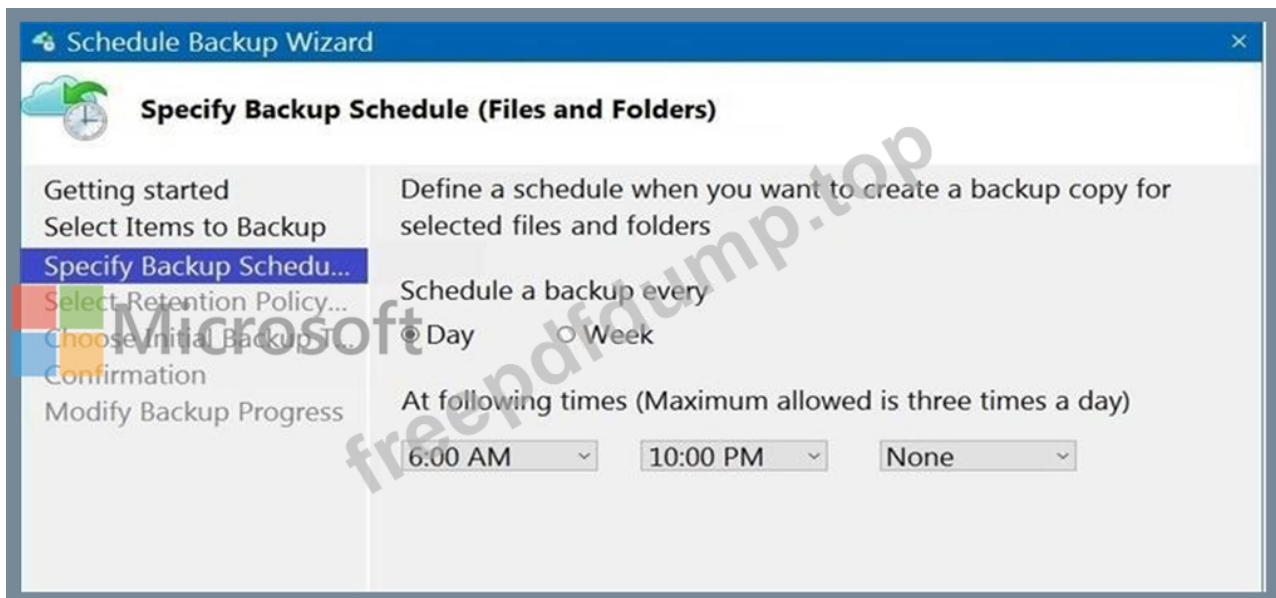 Schedule Backup Wizard
Specify Backup Schedule (Files and Folders)
Getting started
Select Items to Backup
Specify Backup Schedu...
Select Retention Policy...
Choose Initial Backup T...
Confirmation
Modify Backup Progress
Define a schedule when you want to create a backup copy for
selected files and folders
Schedule a backup every
Day Week
At following times (Maximum allowed is three times a day)
6:00 AM 10:00 PM None
Microsoft
freepdfdump.top